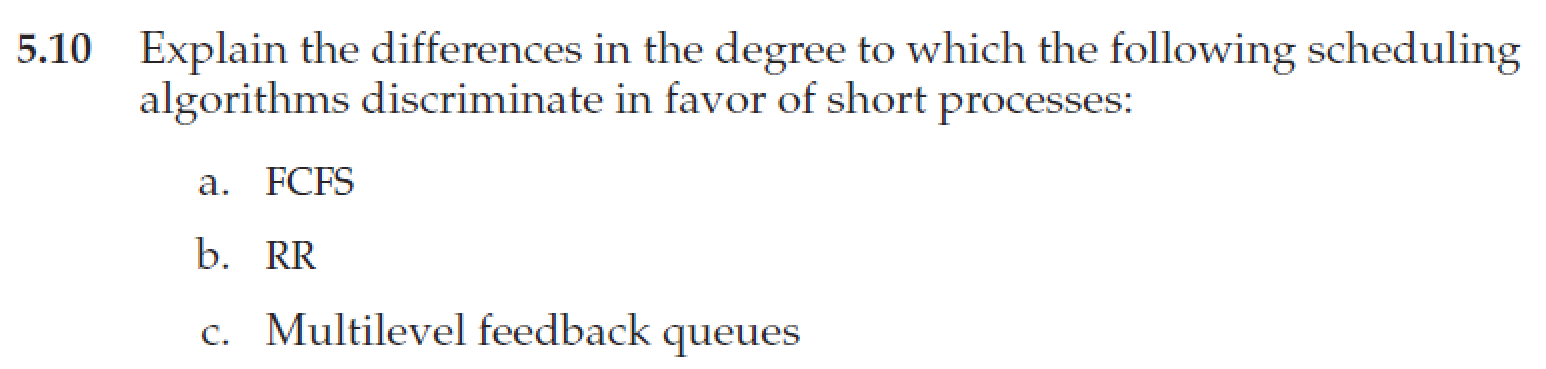 5.10 Explain the differences in the degree to which the following scheduling
algorithms discriminate in favor of short processes:
a. FCFS
b. RR
c. Multilevel feedback queues